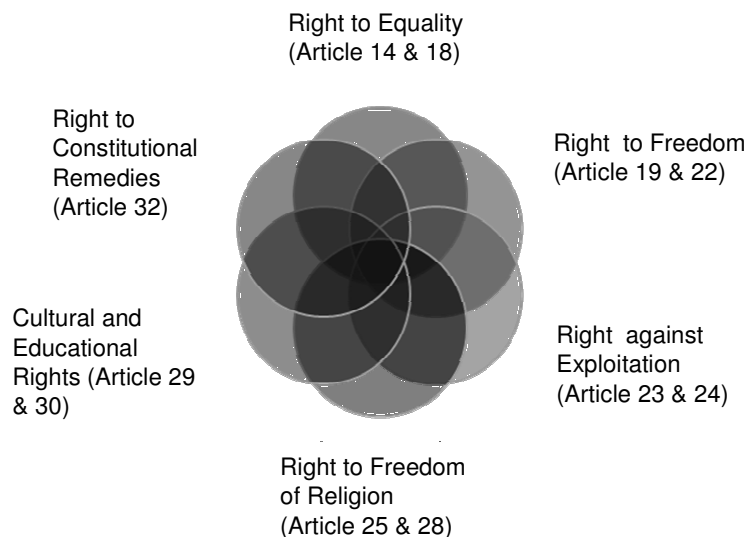 Right to Equality
(Article 14 & 18)
Right to Freedom
(Article 19 & 22)
Right against
Exploitation
(Article 23 & 24)
Right to Freedom
of Religion
(Article 25 & 28)
Cultural and
Educational
Rights (Article 29
& 30)
Right to
Constitutional
Remedies
(Article 32)